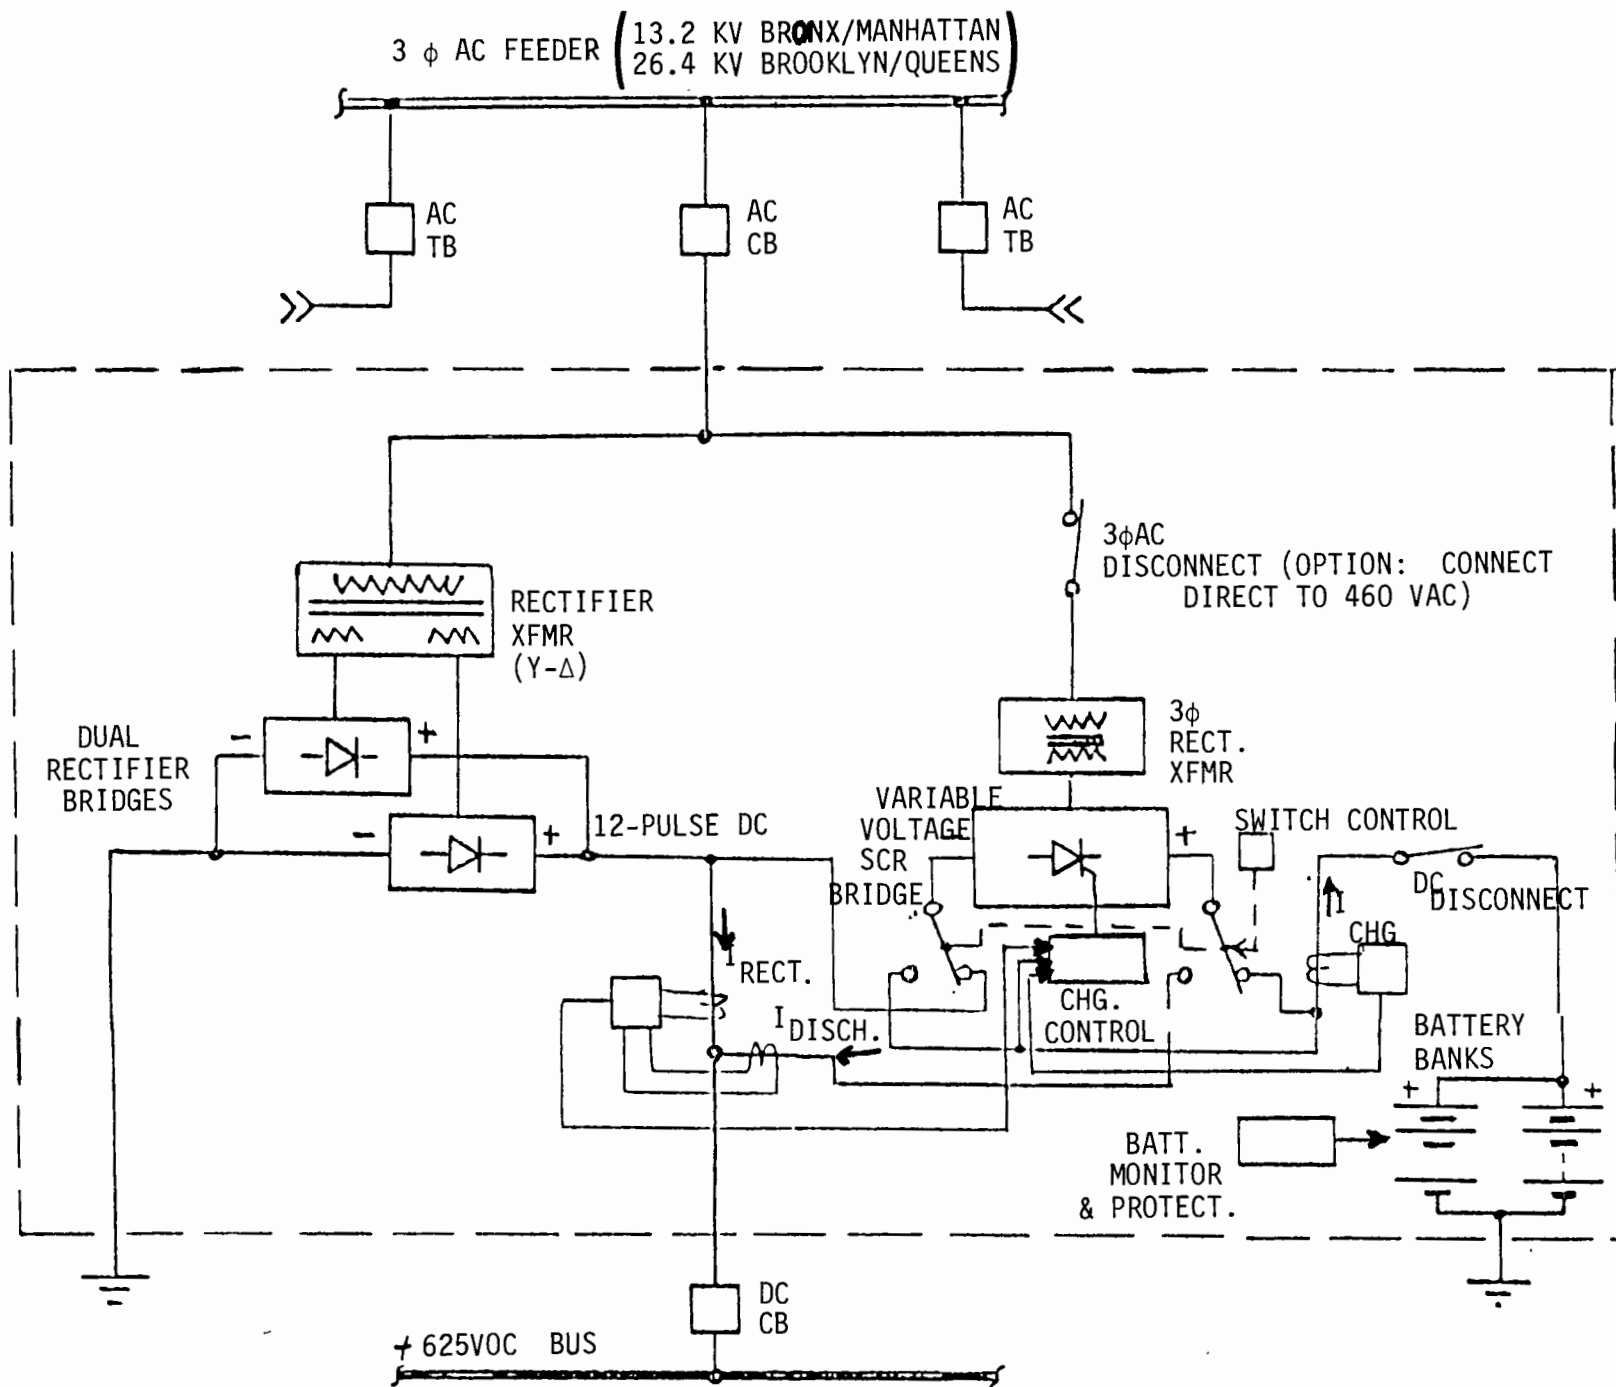 3 ϕ AC FEEDER (13.2 KV BRONX/MANHATTAN
26.4 KV BROOKLYN/QUEENS)
AC
TB
AC
CB
AC
TB
3ϕAC
DISCONNECT (OPTION: CONNECT
DIRECT TO 460 VAC)
RECTIFIER
XFMR
(Y-Δ)
3ϕ
RECT.
XFMR
DUAL
RECTIFIER
BRIDGES
- +
- +
12-PULSE DC
VARIABLE
VOLTAGE
SCR
BRIDGE
- +
SWITCH CONTROL
DC
DISCONNECT
I
CHG
I RECT.
I DISCH.
CHG.
CONTROL
BATTERY
BANKS
+ +
BATT.
MONITOR
& PROTECT.
DC
CB
+ 625VOC BUS